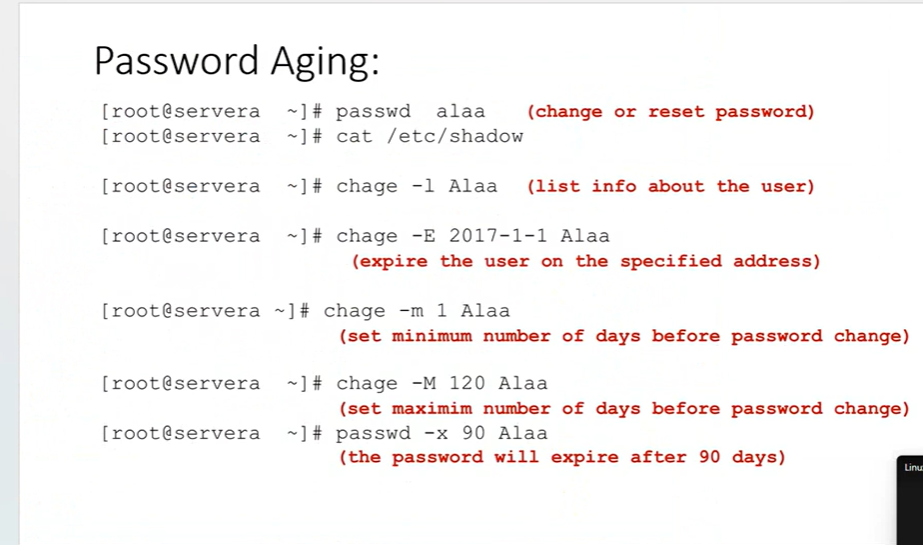 Password Aging:
[root@servera ~]# passwd alaa (change or reset password)
[root@servera ~]# cat /etc/shadow
[root@servera ~]# chage -l Alaa (list info about the user)
[root@servera ~]# chage -E 2017-1-1 Alaa
(expire the user on the specified address)
[root@servera ~]# chage -m 1 Alaa
(set minimum number of days before password change)
[root@servera ~]# chage -M 120 Alaa
(set maximim number of days before password change)
[root@servera ~]# passwd -x 90 Alaa
(the password will expire after 90 days)